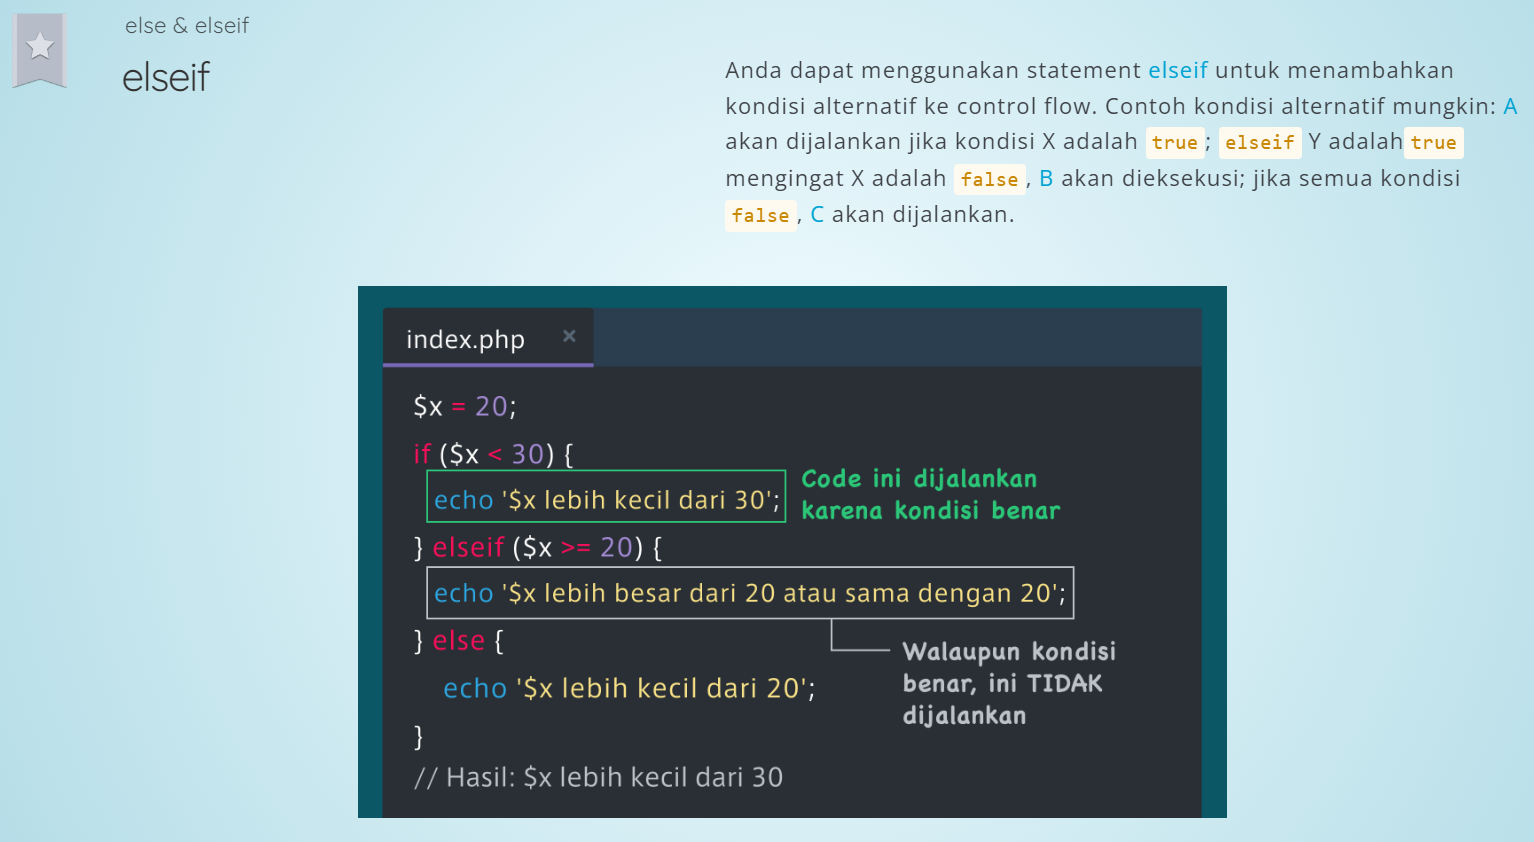 else & elseif
elseif
Anda dapat menggunakan statement elseif untuk menambahkan
kondisi alternatif ke control flow. Contoh kondisi alternatif mungkin: A
akan dijalankan jika kondisi X adalah true; elseif Y adalah true
mengingat X adalah false, B akan dieksekusi; jika semua kondisi
false, C akan dijalankan.
index.php ×
$x = 20;
if ($x < 30) {
echo '$x lebih kecil dari 30';
Code ini dijalankan
karena kondisi benar
} elseif ($x >= 20) {
echo '$x lebih besar dari 20 atau sama dengan 20';
} else {
Walaupun kondisi
benar, ini TIDAK
dijalankan
echo '$x lebih kecil dari 20';
}
// Hasil: $x lebih kecil dari 30